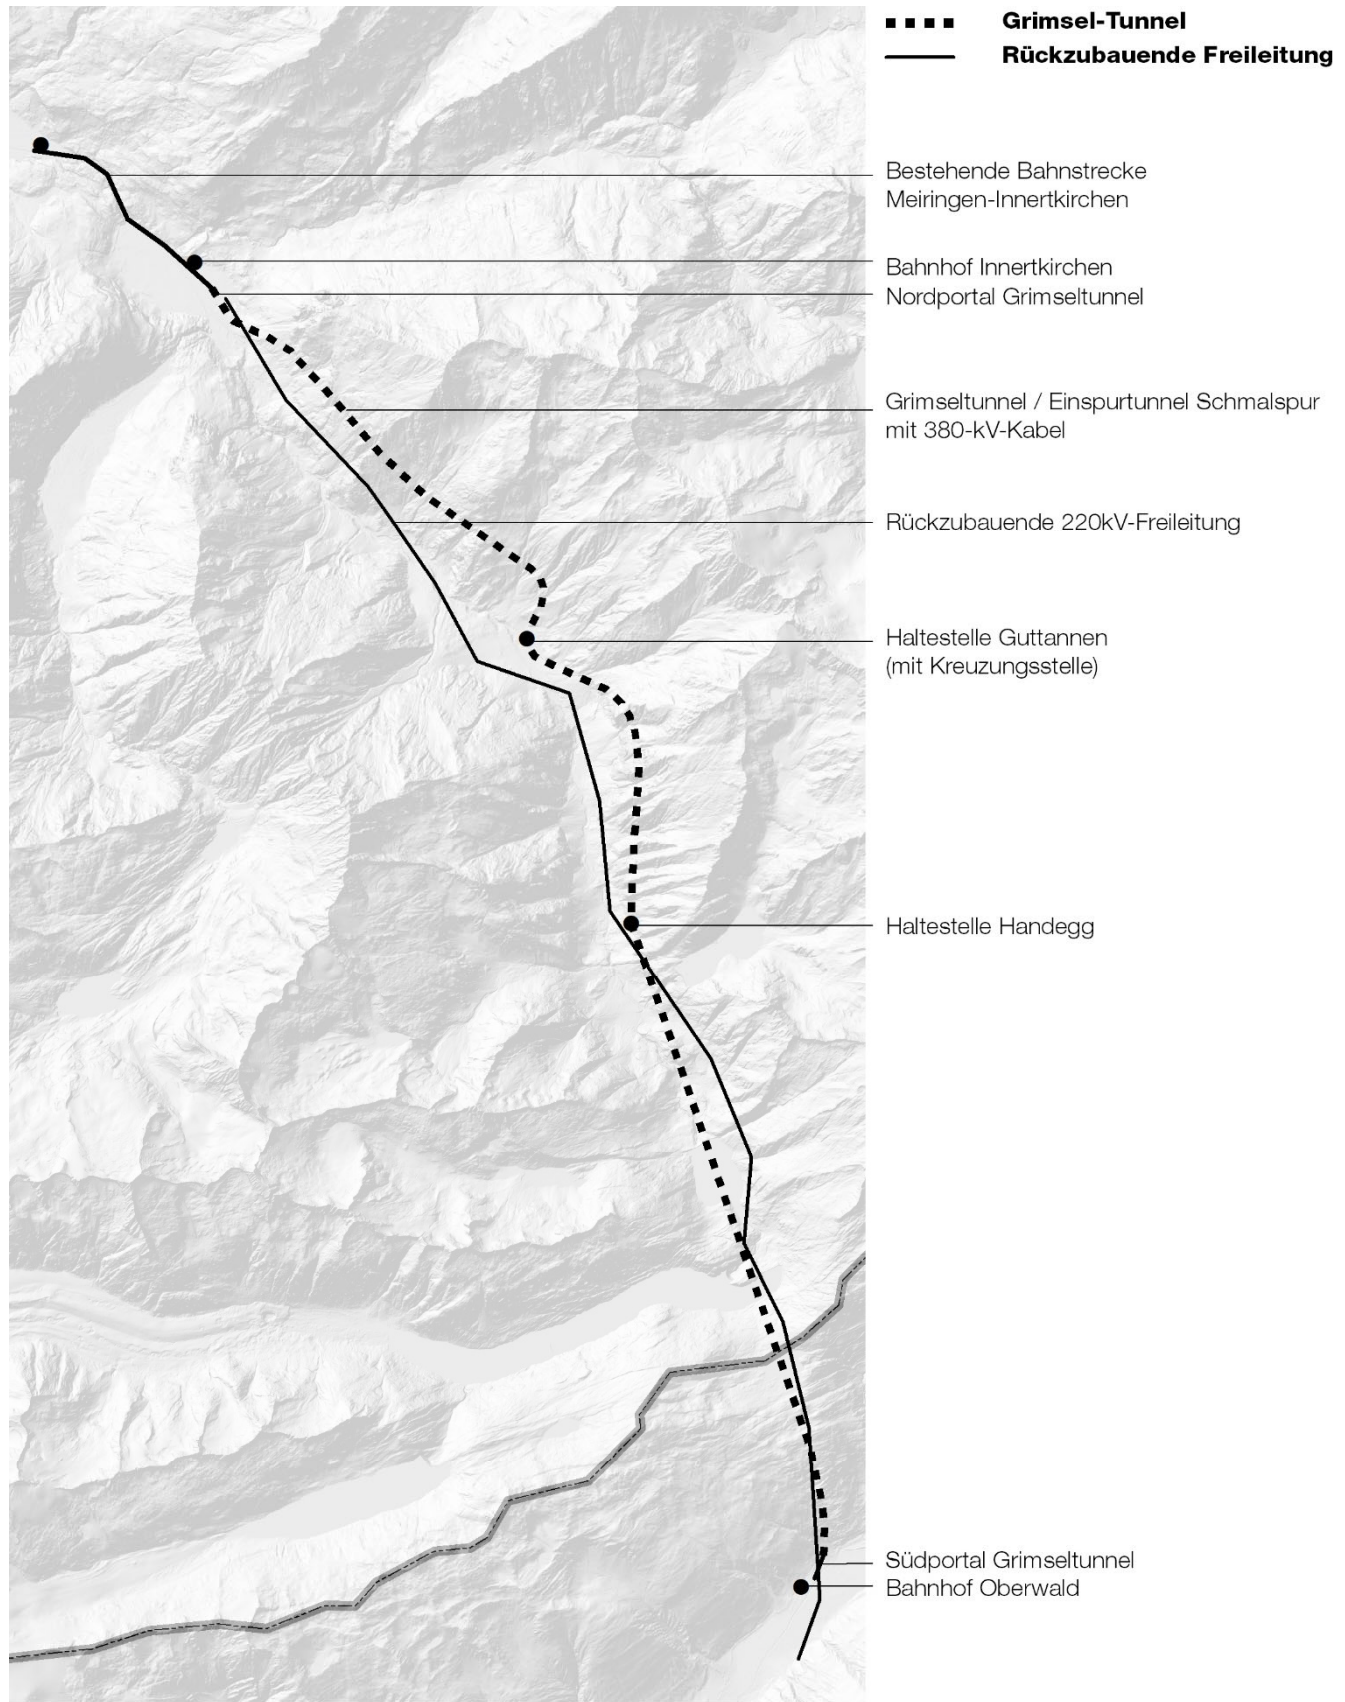 Grimsel-Tunnel
Rückzubauende Freileitung
Bestehende Bahnstrecke
Meiringen-Innertkirchen
Bahnhof Innertkirchen
Nordportal Grimseltunnel
Grimseltunnel / Einspurtunnel Schmalspur
mit 380-kV-Kabel
Rückzubauende 220kV-Freileitung
Haltestelle Guttannen
(mit Kreuzungsstelle)
Haltestelle Handegg
Südportal Grimseltunnel
Bahnhof Oberwald